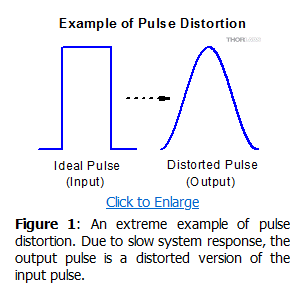 Example of Pulse Distortion
THORLABS
Ideal Pulse
(Input)
Distorted Pulse
(Output)
Click to Enlarge
Figure 1: An extreme example of pulse
distortion. Due to slow system response, the
output pulse is a distorted version of the
input pulse.